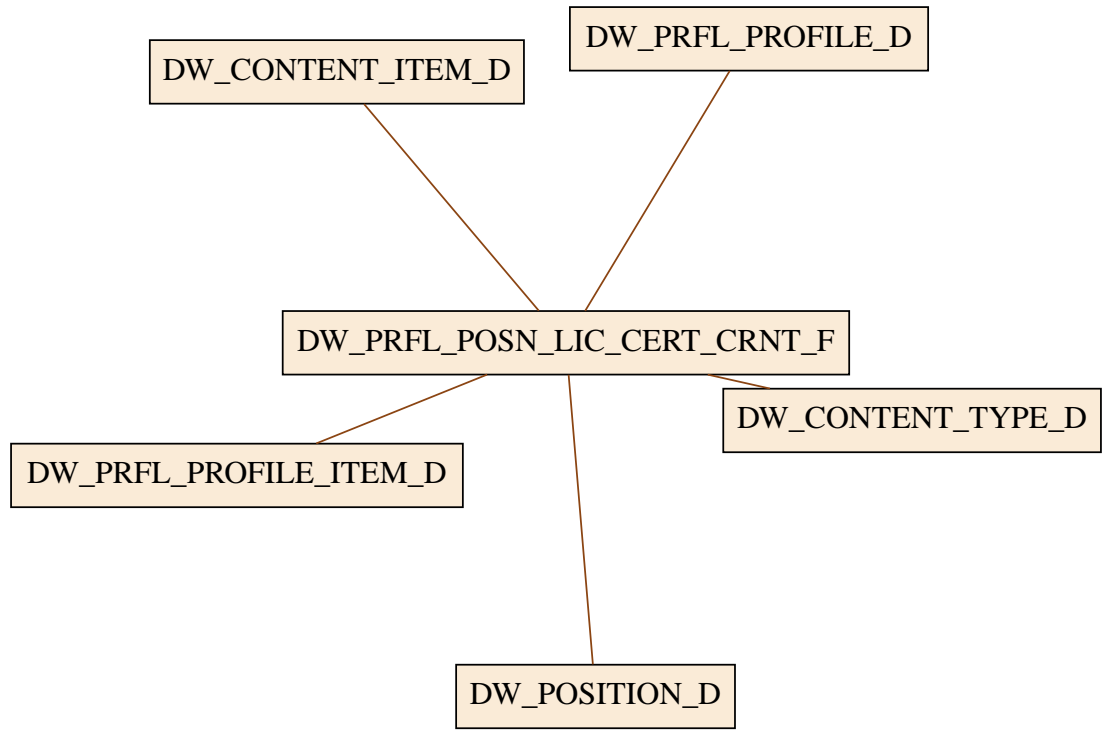 DW_CONTENT_ITEM_D
DW_PRFL_PROFILE_D
DW_PRFL_POSN_LIC_CERT_CRNT_F
DW_CONTENT_TYPE_D
DW_PRFL_PROFILE_ITEM_D
DW_POSITION_D